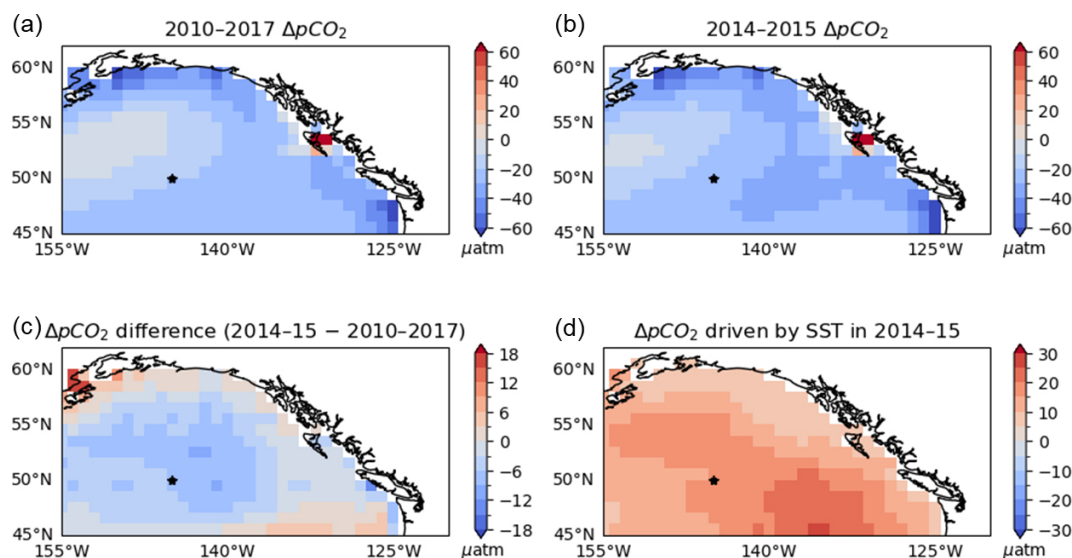 (a) 2010–2017 ΔpCO₂
60°N
55°N
50°N
45°N
155°W 140°W 125°W
60
40
20
0
−20
−40
−60
µatm
(b) 2014–2015 ΔpCO₂
60°N
55°N
50°N
45°N
155°W 140°W 125°W
60
40
20
0
−20
−40
−60
µatm
(c) ΔpCO₂ difference (2014–15 − 2010–2017)
60°N
55°N
50°N
45°N
155°W 140°W 125°W
18
12
6
0
−6
−12
−18
µatm
(d) ΔpCO₂ driven by SST in 2014–15
60°N
55°N
50°N
45°N
155°W 140°W 125°W
30
20
10
0
−10
−20
−30
µatm